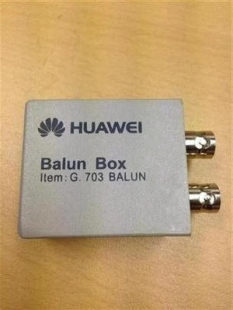 HUAWEI
Balun Box
Item: G. 703 BALUN